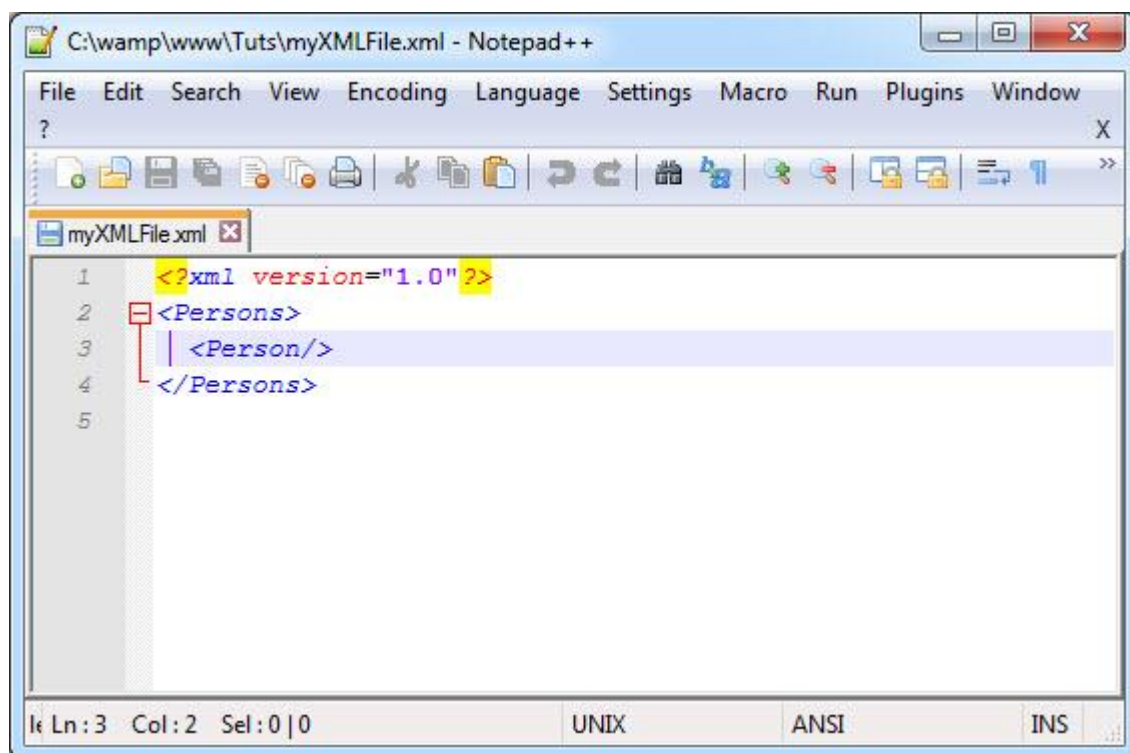 C:\wamp\www\Tuts\myXMLFile.xml - Notepad++
File Edit Search View Encoding Language Settings Macro Run Plugins Window
? X
myXMLFile.xml
1 <?xml version="1.0"?>
2 <Persons>
3 <Person/>
4 </Persons>
5
le Ln:3 Col:2 Sel:0|0 UNIX ANSI INS